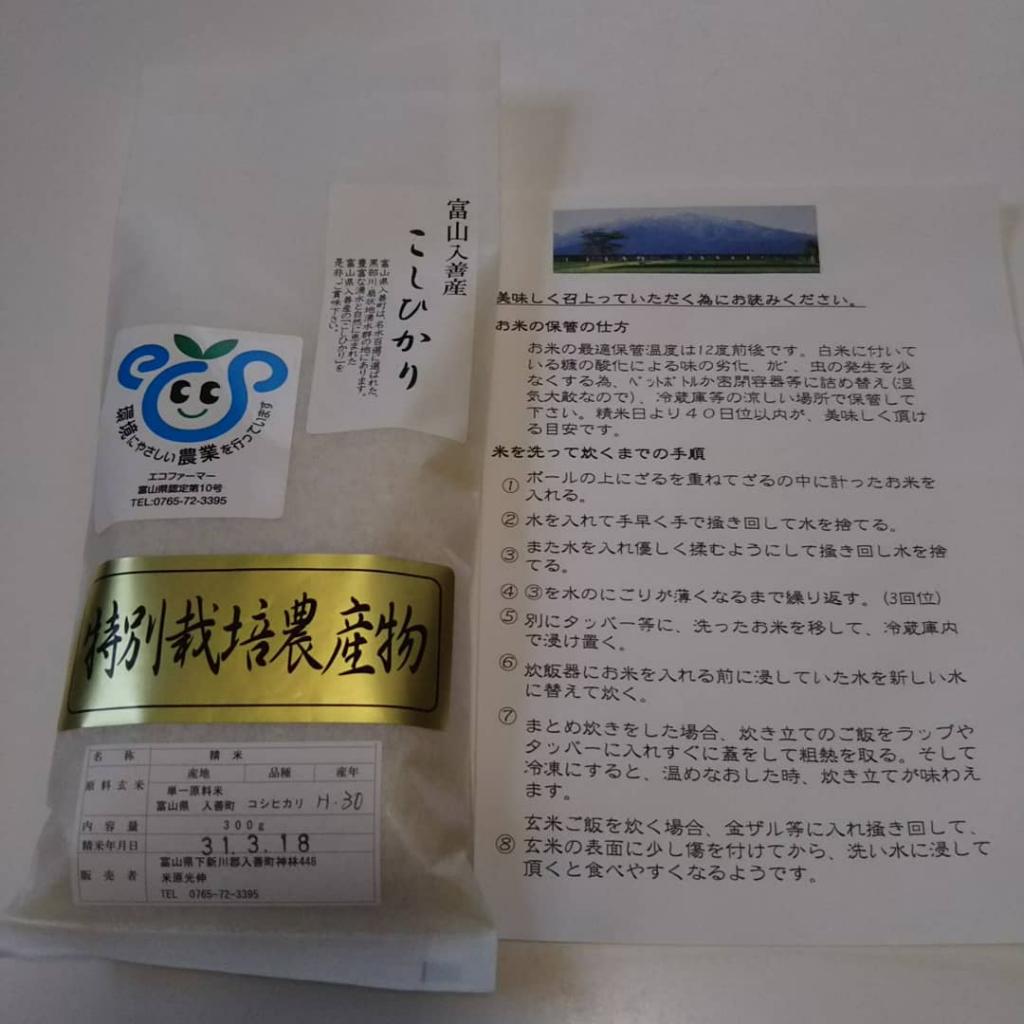 富山入善産
こしひかり
富山県入善町は、名水百選に選ばれた、
黒部川扇状地湧水群の地にあります。
豊富な湧水と自然に恵まれた
富山県入善産の「こしひかり」を
是非、ご賞味下さい。
ecs
環境にやさしい農業を行っています
エコファーマー
富山県認定第10号
TEL:0765-72-3395
特別栽培農産物
名 称 精 米
原料玄米 産地 品種 産年
単一原料米
富山県 入善町 コシヒカリ H.30
内容量 300g
精米年月日 31.3.18
販売者 富山県下新川郡入善町神林448
米原光伸
TEL 0765-72-3395
美味しく召上っていただく為にお読みください。
お米の保管の仕方
お米の最適保管温度は12度前後です。白米に付いて
いる糠の酸化による味の劣化、ｶﾋﾞ、虫の発生を少
なくする為、ﾍﾟｯﾄﾎﾞﾄﾙか密閉容器等に詰め替え(湿
気大敵なので)、冷蔵庫等の涼しい場所で保管して
下さい。精米日より４０日位以内が、美味しく頂け
る目安です。
米を洗って炊くまでの手順
① ボールの上にざるを重ねてざるの中に計ったお米を
入れる。
② 水を入れて手早く手で掻き回して水を捨てる。
③ また水を入れ優しく揉むようにして掻き回し水を捨
てる。
④ ③を水のにごりが薄くなるまで繰り返す。(3回位)
⑤ 別にタッパー等に、洗ったお米を移して、冷蔵庫内
で浸け置く。
⑥ 炊飯器にお米を入れる前に浸していた水を新しい水
に替えて炊く。
⑦ まとめ炊きをした場合、炊き立てのご飯をラップや
タッパーに入れすぐに蓋をして粗熱を取る。そして
冷凍にすると、温めなおした時、炊き立てが味わえ
ます。
⑧ 玄米ご飯を炊く場合、金ザル等に入れ掻き回して、
玄米の表面に少し傷を付けてから、洗い水に浸して
頂くと食べやすくなるようです。